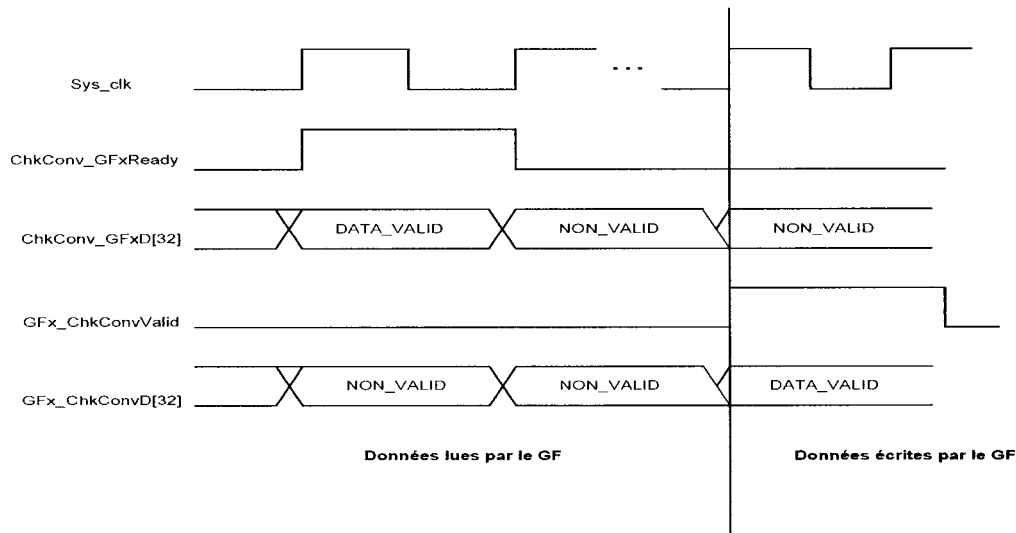 Sys_clk
...
ChkConv_GFxReady
ChkConv_GFxD[32]
DATA_VALID
NON_VALID
NON_VALID
GFx_ChkConvValid
GFx_ChkConvD[32]
NON_VALID
NON_VALID
DATA_VALID
Données lues par le GF
Données écrites par le GF